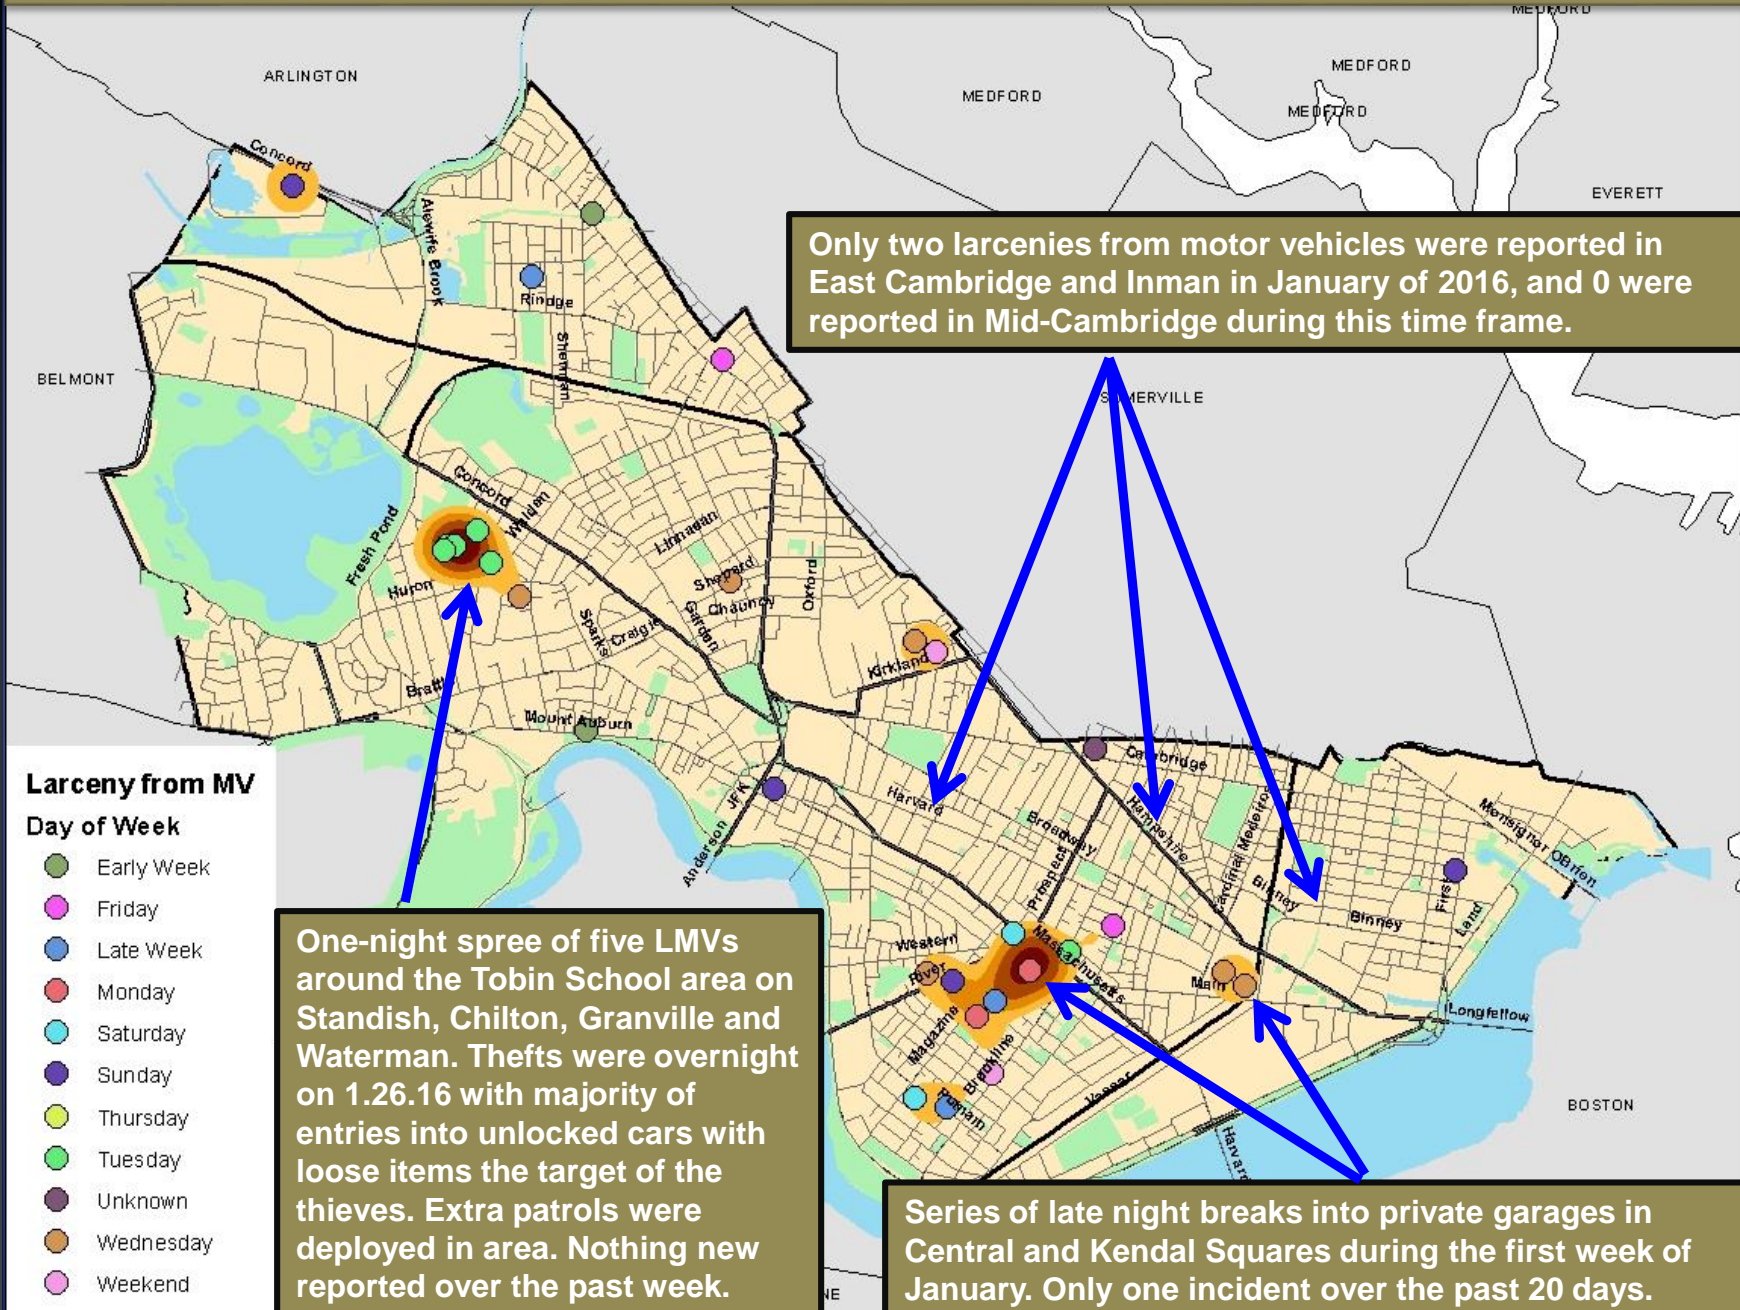 MEDFORD
ARLINGTON
MEDFORD
MEDFORD
MEDFORD
EVERETT
Concord
Alewife Brook
Rindge
Sherman
Only two larcenies from motor vehicles were reported in
East Cambridge and Inman in January of 2016, and 0 were
reported in Mid-Cambridge during this time frame.
BELMONT
SOMERVILLE
Concord
Walden
Linnaean
Fresh Pond
Huron
Shepard
Chauncy
Oxford
Garden
Sparks
Craigie
Kirkland
Brattl
Mount Auburn
Cambridge
JFK
Anderson
Harvard
Broadway
Hampshire
Prospect
Cardinal Medeiros
Monsignor OBrien
Binney
Binney
First
Land
Western
Massachusetts
River
Main
Longfellow
Magazine
Brookline
Putnam
Vassar
Harvard
BOSTON
Larceny from MV
Day of Week
Early Week
Friday
Late Week
Monday
Saturday
Sunday
Thursday
Tuesday
Unknown
Wednesday
Weekend
One-night spree of five LMVs
around the Tobin School area on
Standish, Chilton, Granville and
Waterman. Thefts were overnight
on 1.26.16 with majority of
entries into unlocked cars with
loose items the target of the
thieves. Extra patrols were
deployed in area. Nothing new
reported over the past week.
Series of late night breaks into private garages in
Central and Kendal Squares during the first week of
January. Only one incident over the past 20 days.
NE